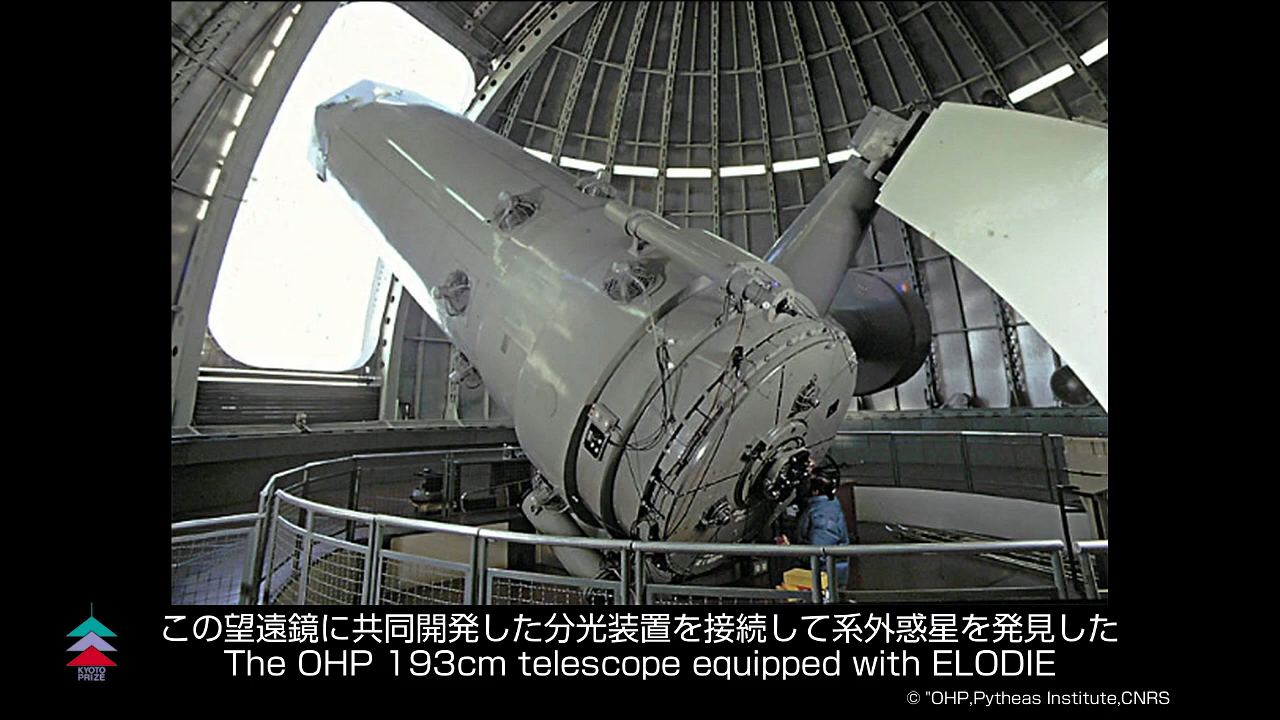 この望遠鏡に共同開発した分光装置を接続して系外惑星を発見した
The OHP 193cm telescope equipped with ELODIE
KYOTO
PRIZE
© "OHP,Pytheas Institute,CNRS